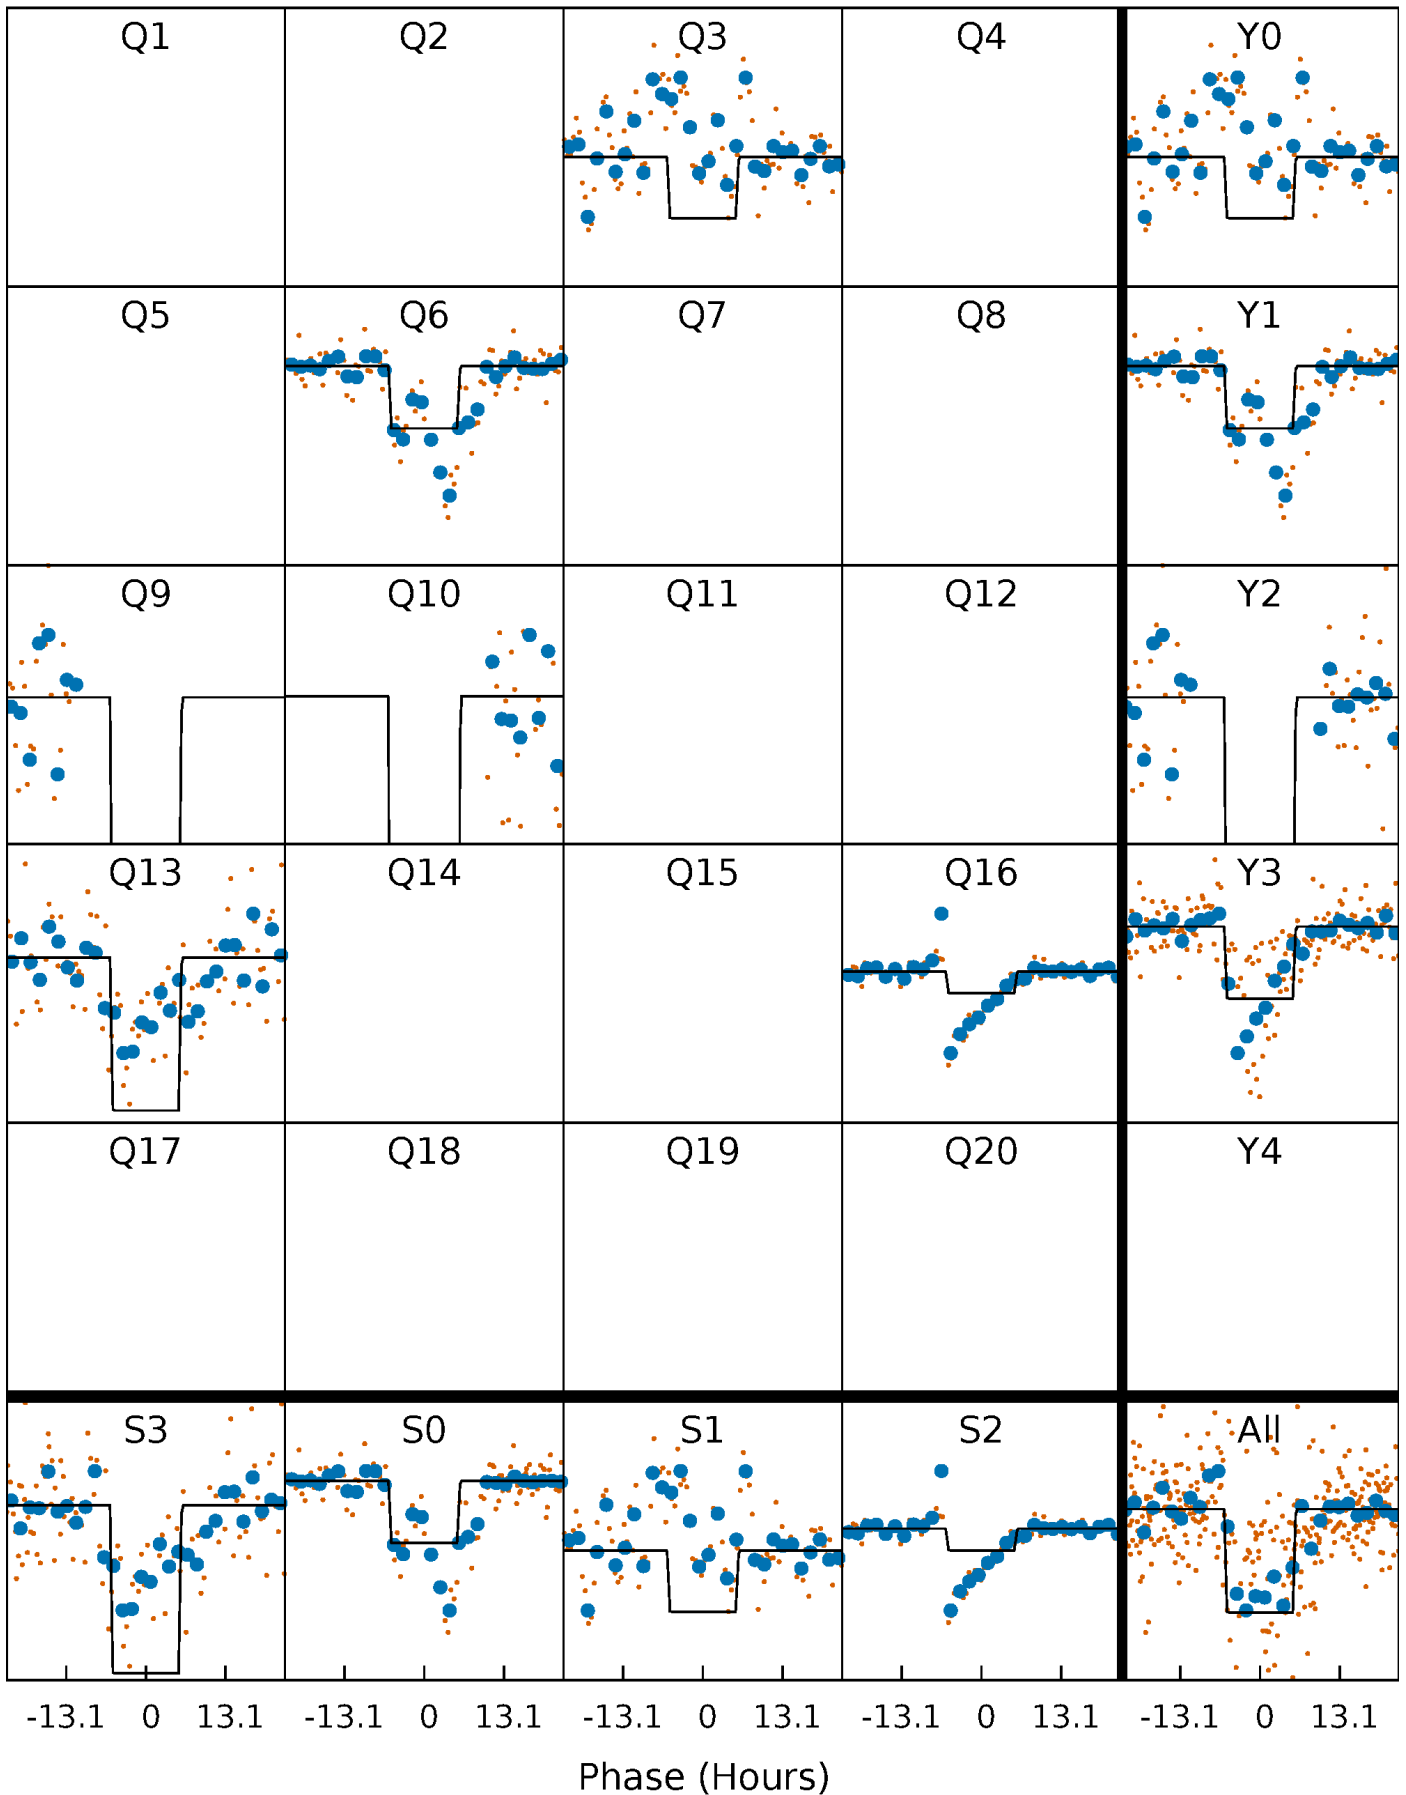 Q1 Q2 Q3 Q4 Y0
Q5 Q6 Q7 Q8 Y1
Q9 Q10 Q11 Q12 Y2
Q13 Q14 Q15 Q16 Y3
Q17 Q18 Q19 Q20 Y4
S3 S0 S1 S2 All
-13.1 0 13.1 -13.1 0 13.1 -13.1 0 13.1 -13.1 0 13.1 -13.1 0 13.1
Phase (Hours)